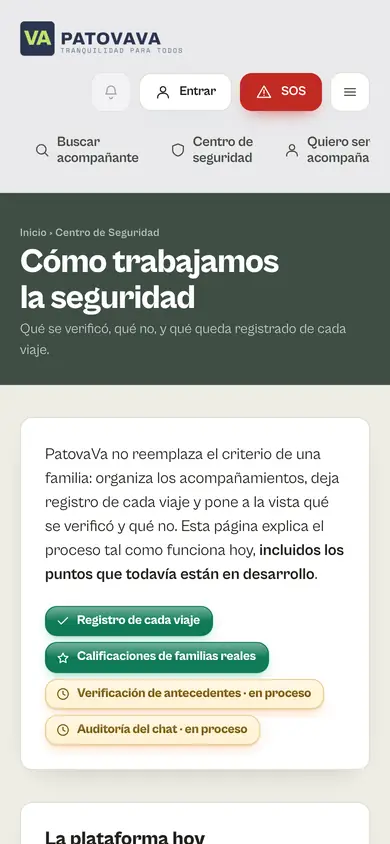 VA PATOVAVA
TRANQUILIDAD PARA TODOS
Entrar
SOS
Buscar
acompañante
Centro de
seguridad
Quiero ser
acompaña
Inicio › Centro de Seguridad
Cómo trabajamos
la seguridad
Qué se verificó, qué no, y qué queda registrado de cada
viaje.
PatovaVa no reemplaza el criterio de una
familia: organiza los acompañamientos, deja
registro de cada viaje y pone a la vista qué
se verificó y qué no. Esta página explica el
proceso tal como funciona hoy, incluidos los
puntos que todavía están en desarrollo.
Registro de cada viaje
Calificaciones de familias reales
Verificación de antecedentes · en proceso
Auditoría del chat · en proceso
La plataforma hoy